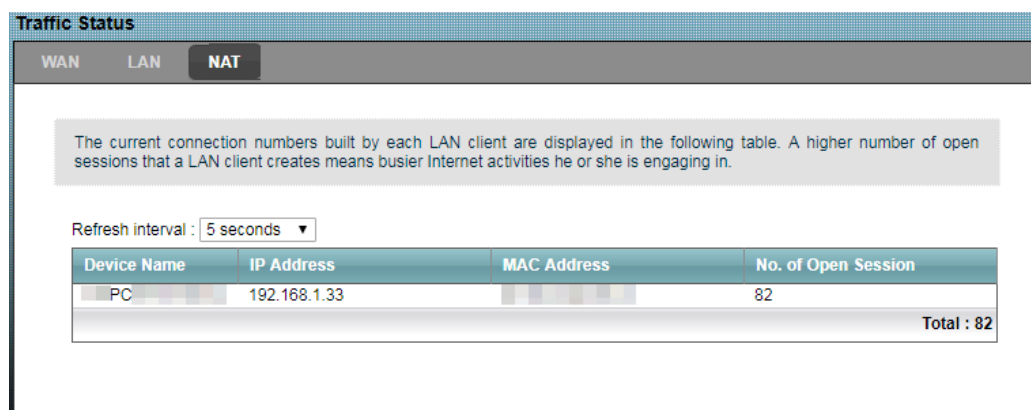 Traffic Status
WAN LAN NAT
The current connection numbers built by each LAN client are displayed in the following table. A higher number of open
sessions that a LAN client creates means busier Internet activities he or she is engaging in.
Refresh interval : 5 seconds
Device Name IP Address MAC Address No. of Open Session
PC 192.168.1.33 82
Total : 82